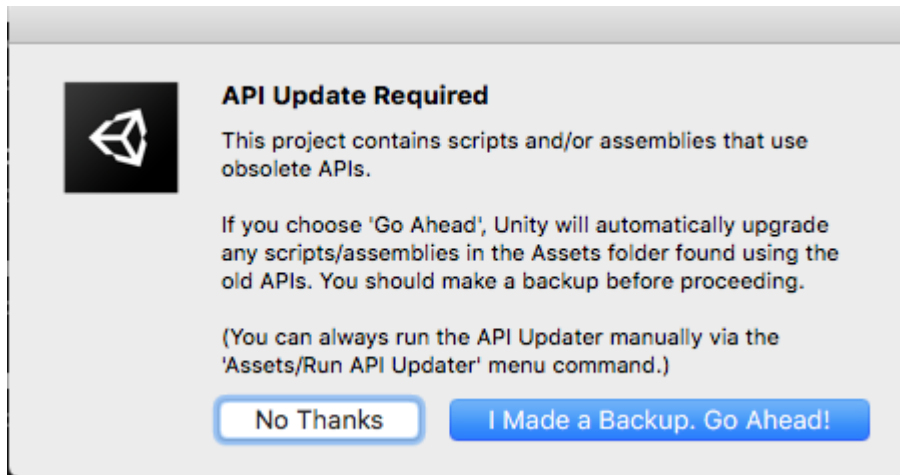 API Update Required
This project contains scripts and/or assemblies that use
obsolete APIs.
If you choose 'Go Ahead', Unity will automatically upgrade
any scripts/assemblies in the Assets folder found using the
old APIs. You should make a backup before proceeding.
(You can always run the API Updater manually via the
'Assets/Run API Updater' menu command.)
No Thanks
I Made a Backup. Go Ahead!